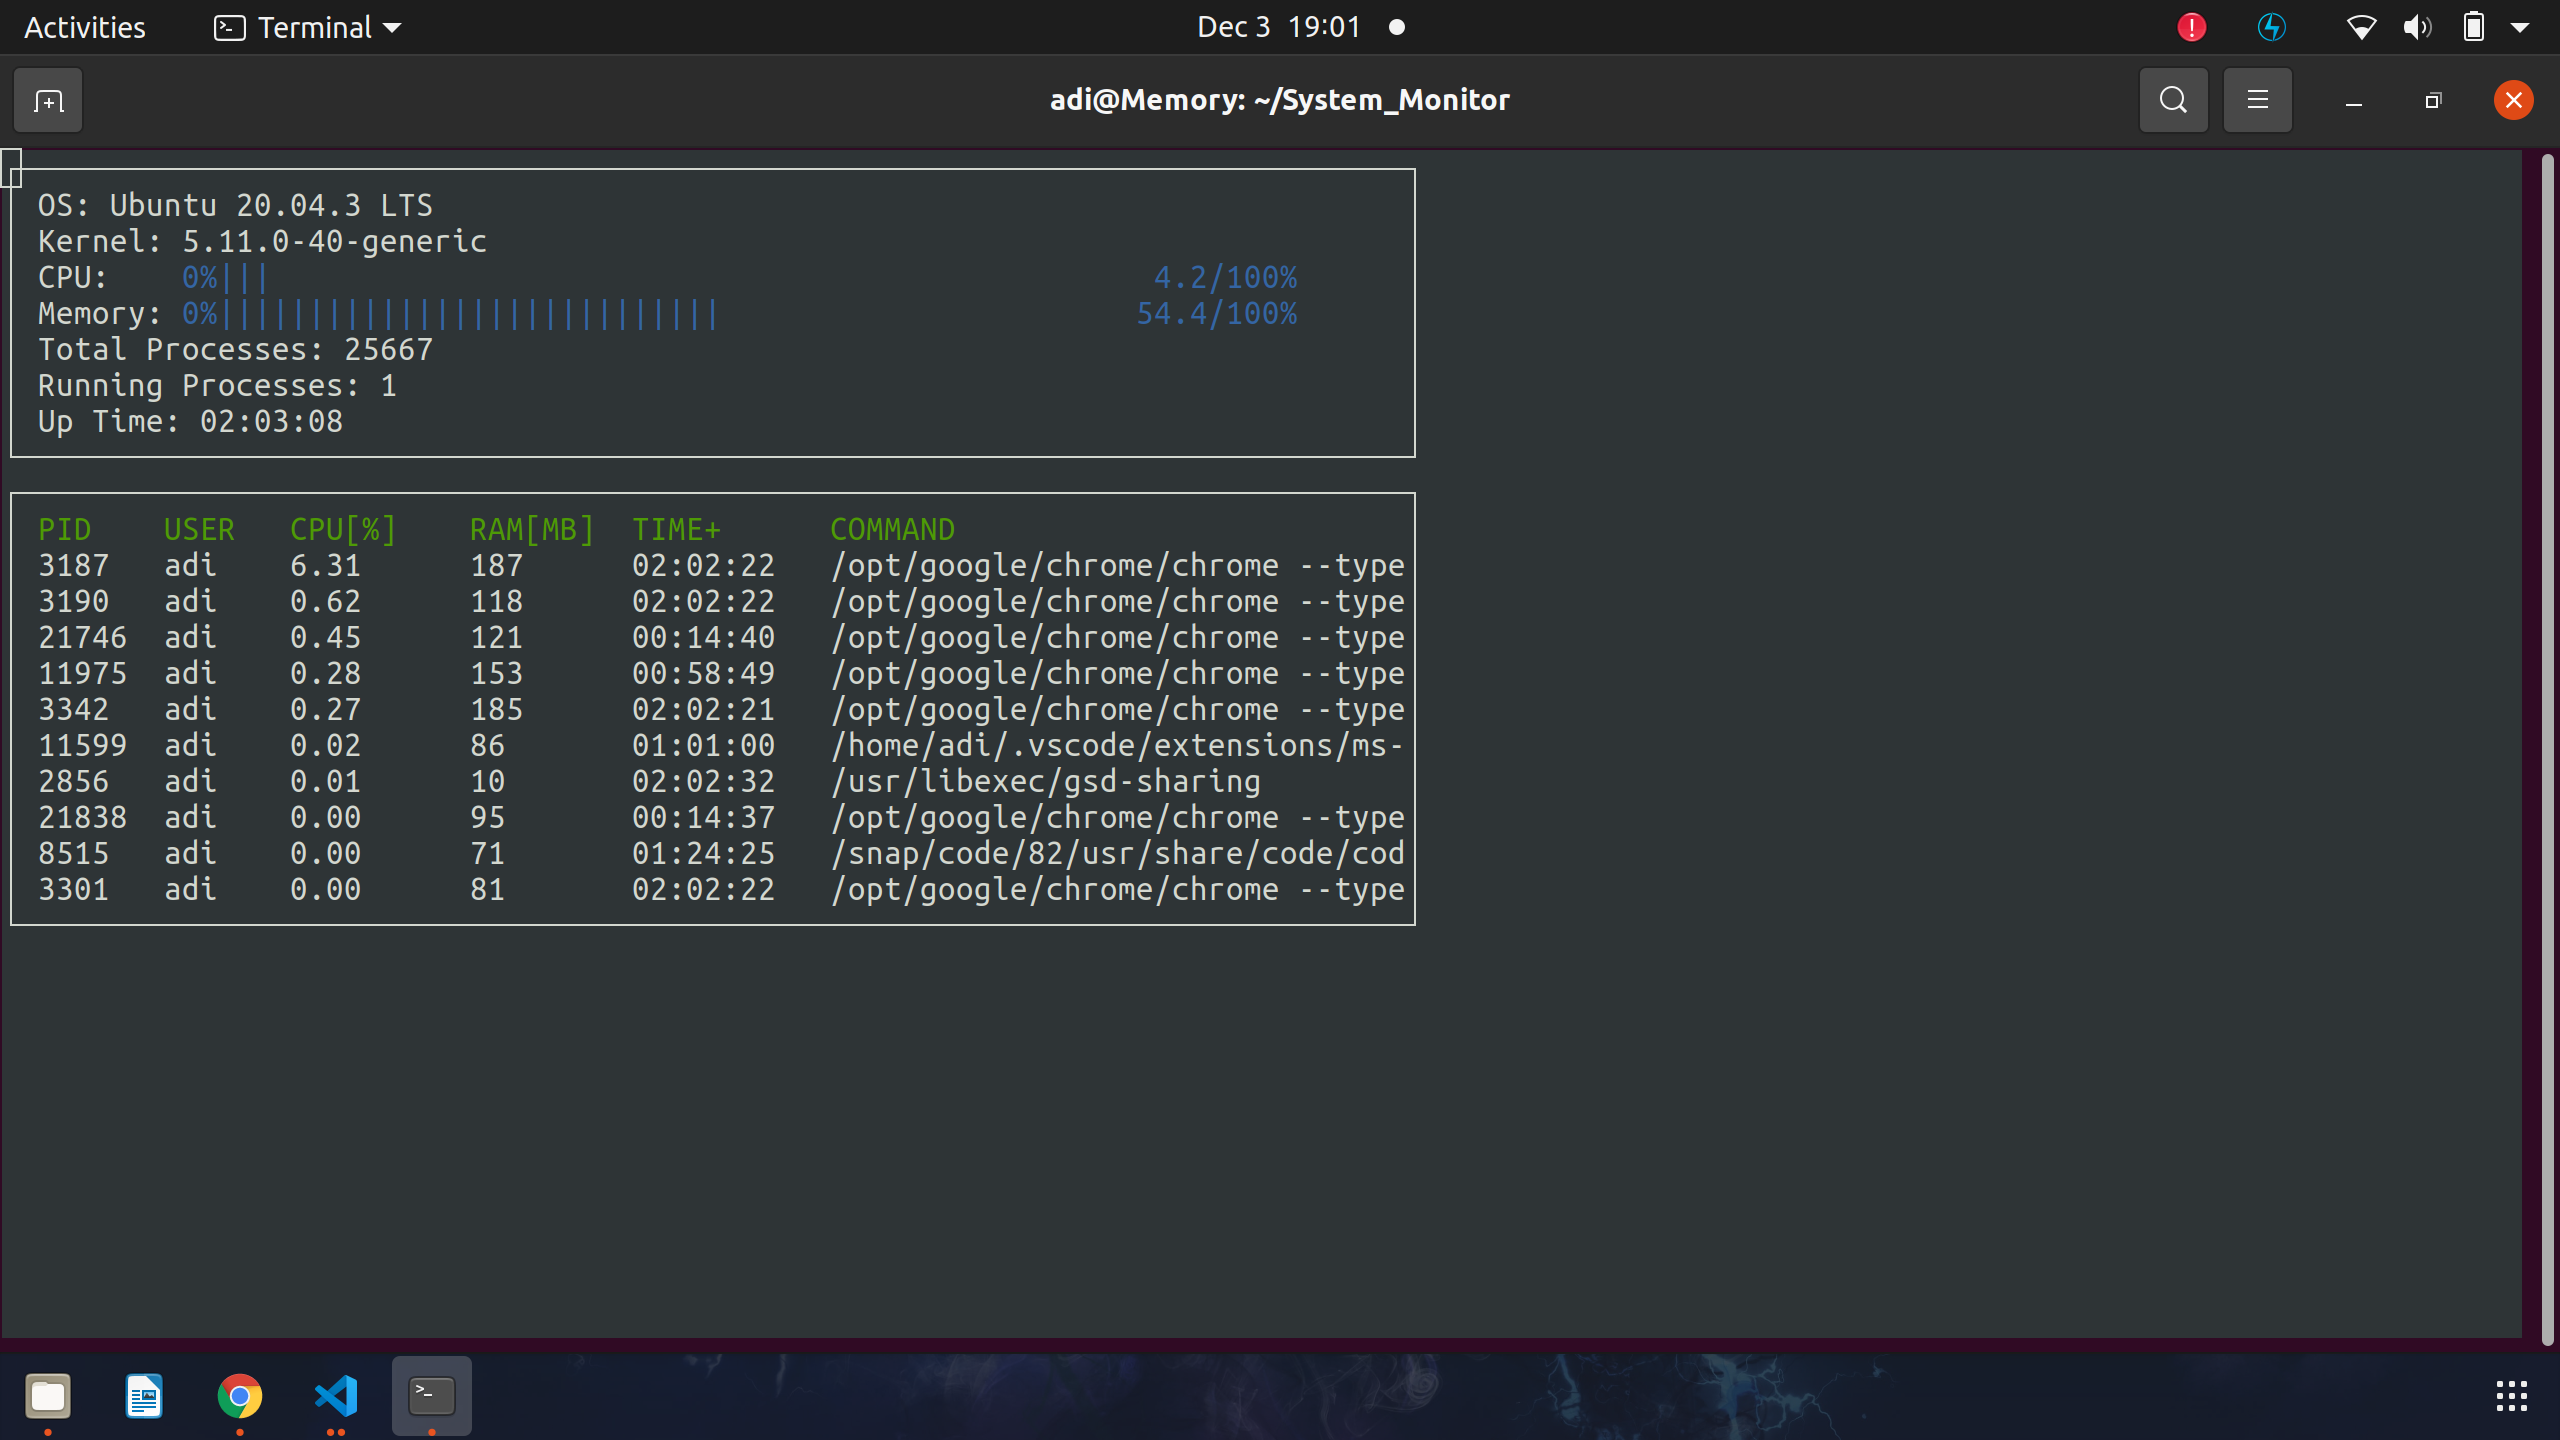 Activities Terminal Dec 3 19:01
adi@Memory: ~/System_Monitor
OS: Ubuntu 20.04.3 LTS
Kernel: 5.11.0-40-generic
CPU: 0%||| 4.2/100%
Memory: 0%|||||||||||||||||||||||||||| 54.4/100%
Total Processes: 25667
Running Processes: 1
Up Time: 02:03:08
PID USER CPU[%] RAM[MB] TIME+ COMMAND
3187 adi 6.31 187 02:02:22 /opt/google/chrome/chrome --type
3190 adi 0.62 118 02:02:22 /opt/google/chrome/chrome --type
21746 adi 0.45 121 00:14:40 /opt/google/chrome/chrome --type
11975 adi 0.28 153 00:58:49 /opt/google/chrome/chrome --type
3342 adi 0.27 185 02:02:21 /opt/google/chrome/chrome --type
11599 adi 0.02 86 01:01:00 /home/adi/.vscode/extensions/ms-
2856 adi 0.01 10 02:02:32 /usr/libexec/gsd-sharing
21838 adi 0.00 95 00:14:37 /opt/google/chrome/chrome --type
8515 adi 0.00 71 01:24:25 /snap/code/82/usr/share/code/cod
3301 adi 0.00 81 02:02:22 /opt/google/chrome/chrome --type